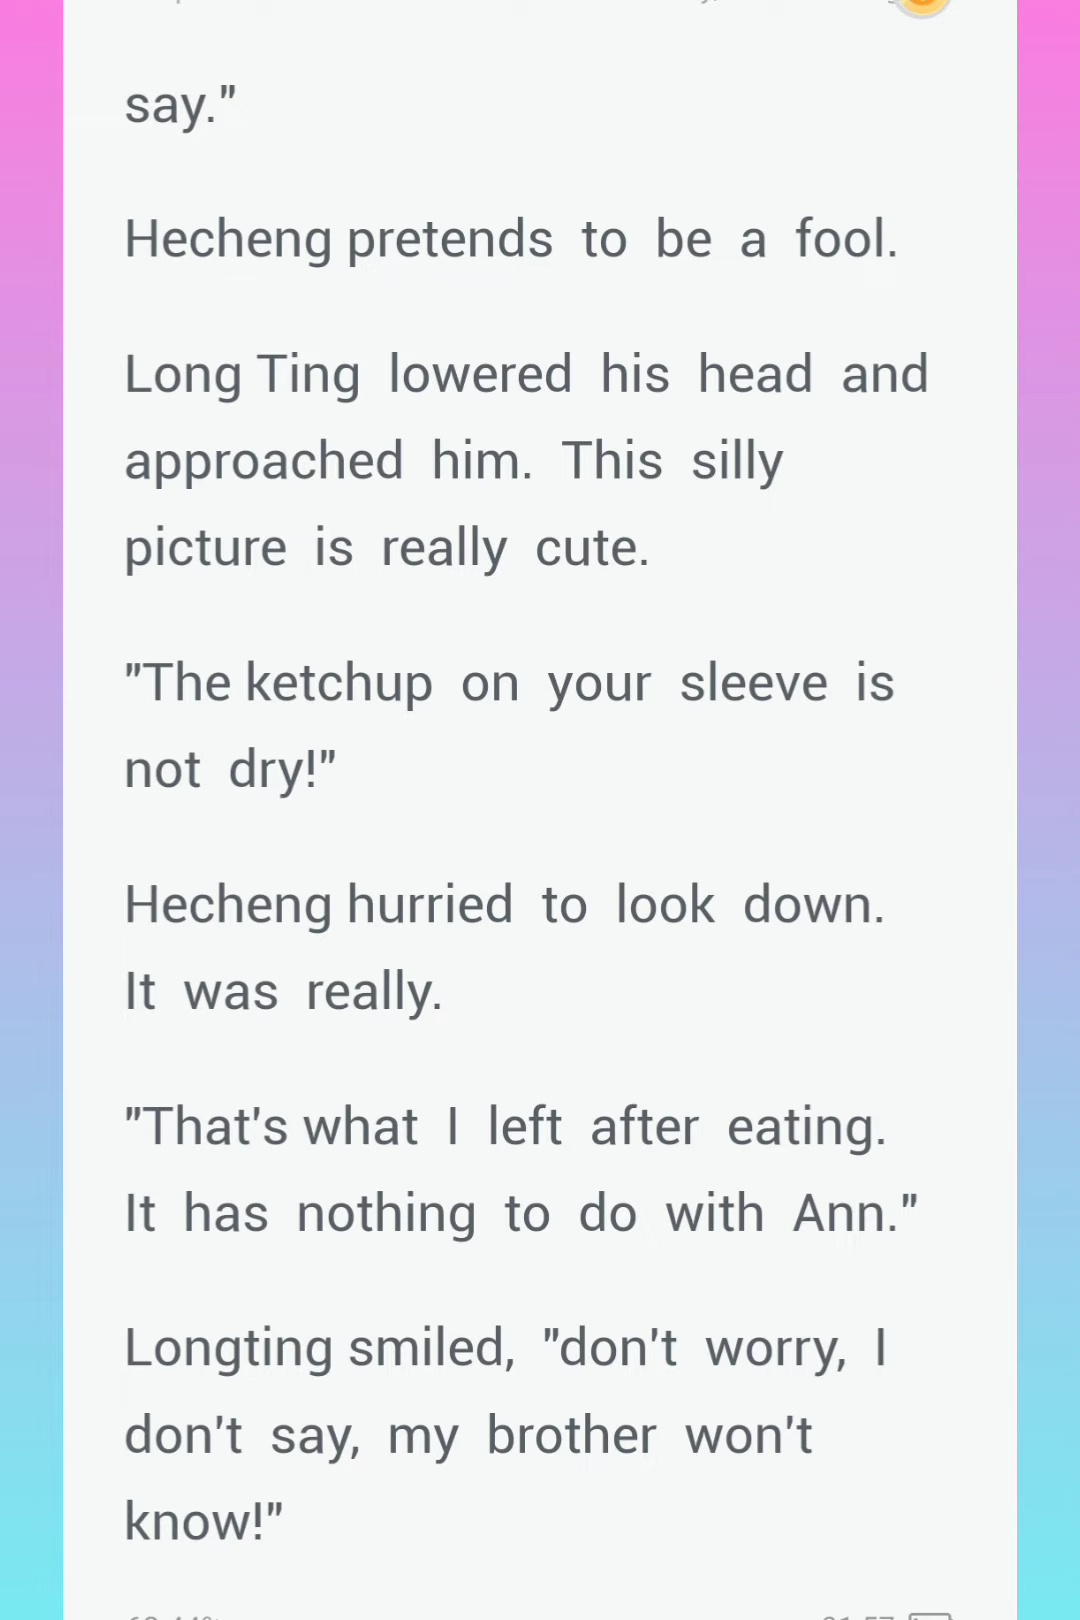 say."
Hecheng pretends to be a fool.
Long Ting lowered his head and
approached him. This silly
picture is really cute.
"The ketchup on your sleeve is
not dry!"
Hecheng hurried to look down.
It was really.
"That's what I left after eating.
It has nothing to do with Ann."
Longting smiled, "don't worry, I
don't say, my brother won't
know!"